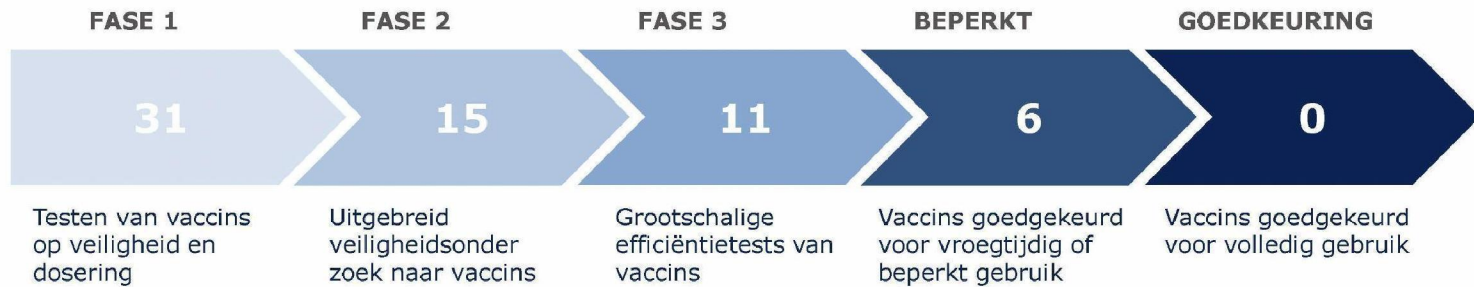 FASE 1
FASE 2
FASE 3
BEPERKT
GOEDKEURING
31
15
11
6
0
Testen van vaccins
op veiligheid en
dosering
Uitgebreid
veiligheidsonder
zoek naar vaccins
Grootschalige
efficiëntietests van
vaccins
Vaccins goedgekeurd
voor vroegtijdig of
beperkt gebruik
Vaccins goedgekeurd
voor volledig gebruik